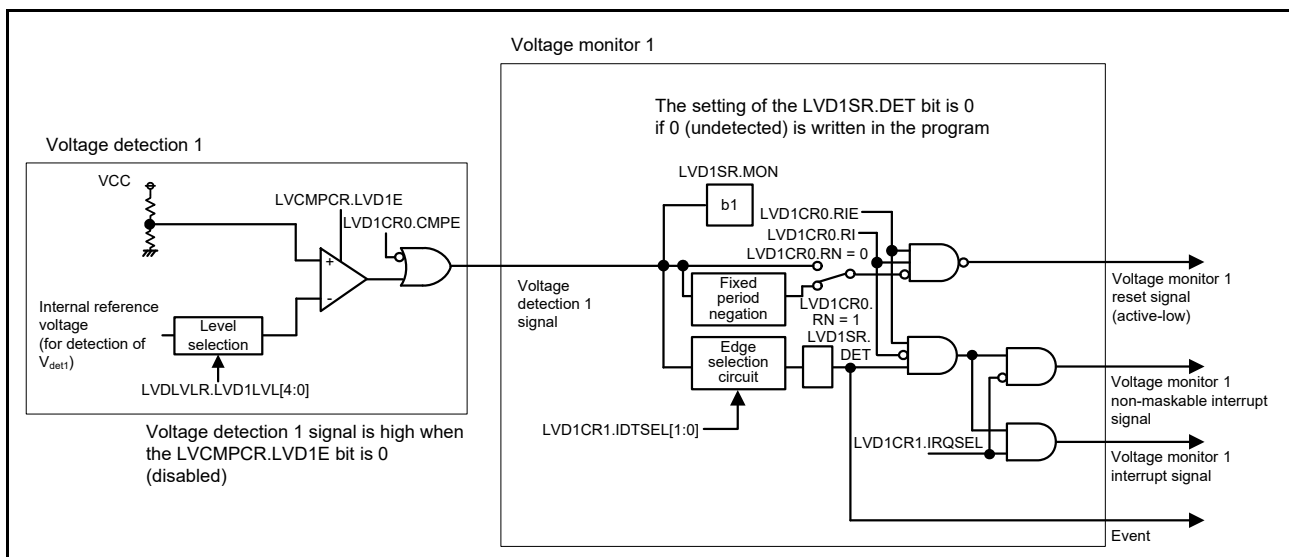 Voltage monitor 1
The setting of the LVD1SR.DET bit is 0
if 0 (undetected) is written in the program
Voltage detection 1
VCC
LVCMPCR.LVD1E
LVD1CR0.CMPE
+
-
Internal reference
voltage
(for detection of
Vdet1)
Level
selection
LVDLVLR.LVD1LVL[4:0]
Voltage detection 1 signal is high when
the LVCMPCR.LVD1E bit is 0
(disabled)
Voltage
detection 1
signal
LVD1SR.MON
b1
LVD1CR0.RIE
LVD1CR0.RI
LVD1CR0.RN = 0
Fixed
period
negation
LVD1CR0.
RN = 1
LVD1SR.
DET
Edge
selection
circuit
LVD1CR1.IDTSEL[1:0]
LVD1CR1.IRQSEL
Voltage monitor 1
reset signal
(active-low)
Voltage monitor 1
non-maskable interrupt
signal
Voltage monitor 1
interrupt signal
Event